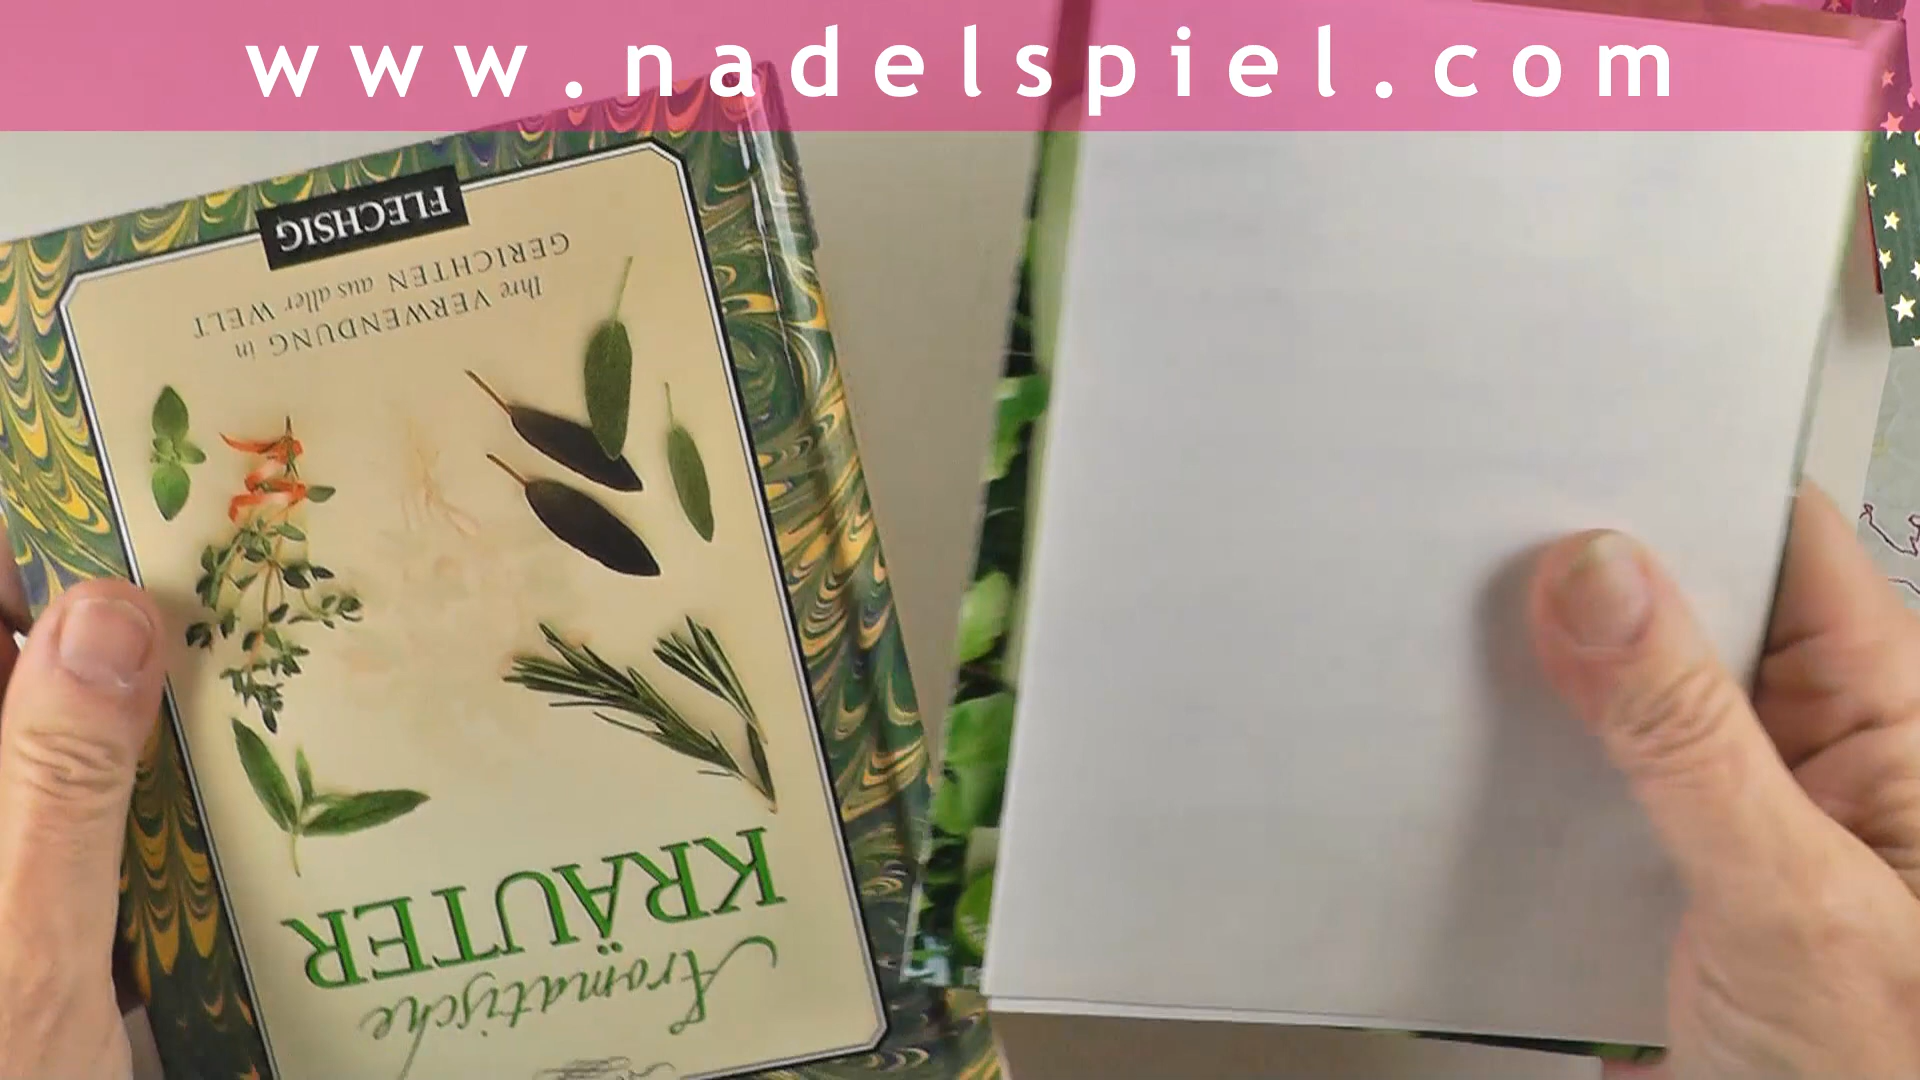 www.nadelspiel.com
Aromatische
KRÄUTER
Ihre VERWENDUNG in
GERICHTEN aus aller WELT
FLECHSIG